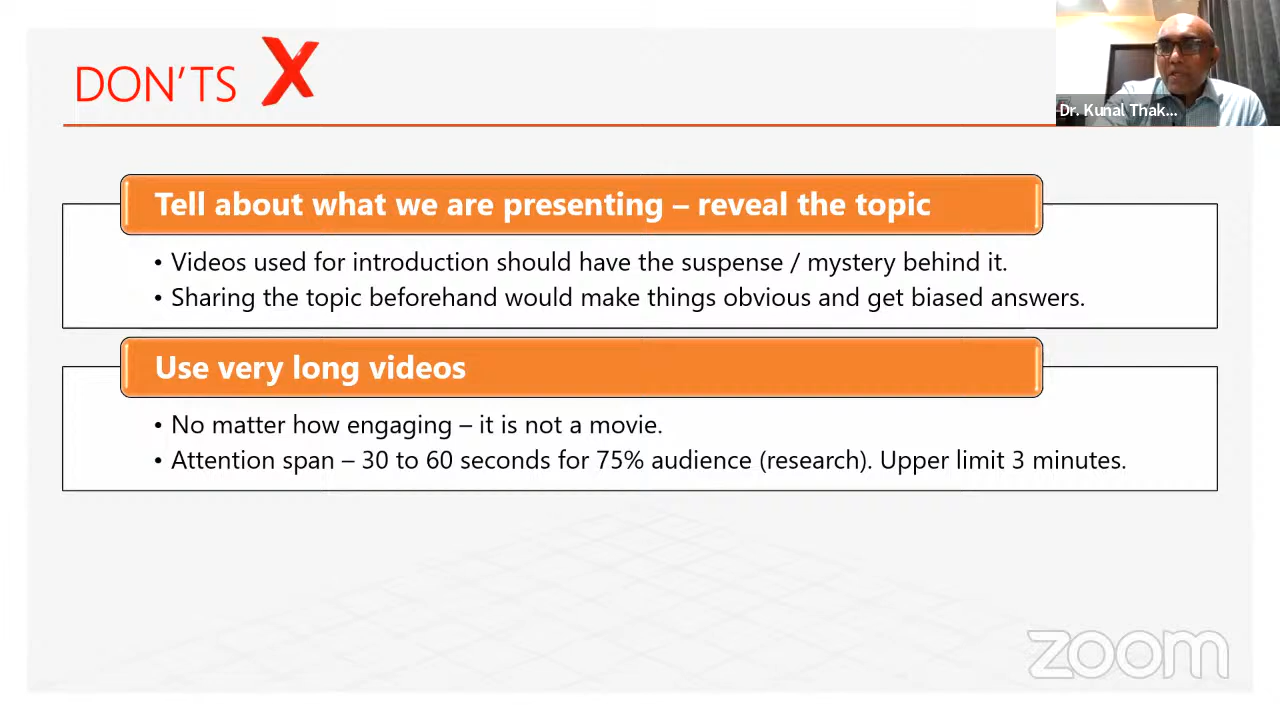 DON'TS X
Dr. Kunal Thak...
Tell about what we are presenting – reveal the topic
• Videos used for introduction should have the suspense / mystery behind it.
• Sharing the topic beforehand would make things obvious and get biased answers.
Use very long videos
• No matter how engaging – it is not a movie.
• Attention span – 30 to 60 seconds for 75% audience (research). Upper limit 3 minutes.
zoom